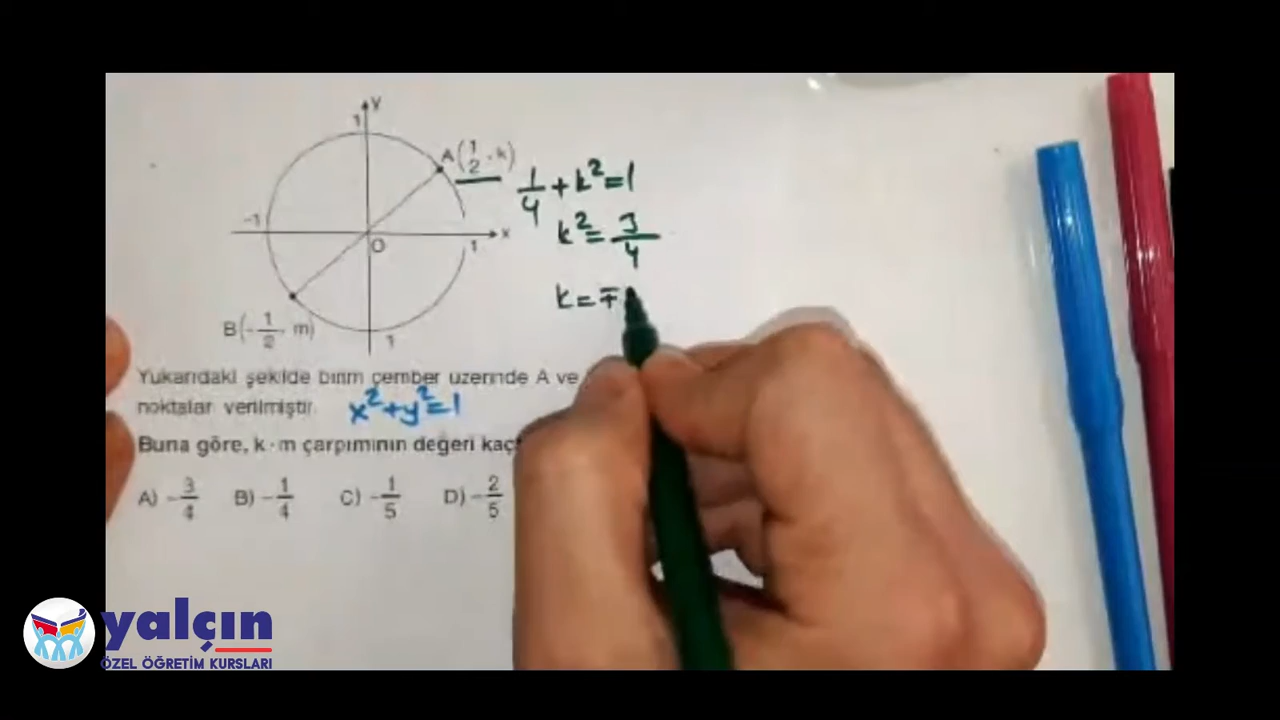 y
1
A(1/2, k)
1/4 + k²=1
k²= 3/4
-1
O
1
x
k=∓
B(-1/2, m)
1
Yukarıdaki şekilde birim çember üzerinde A ve
noktalar verilmiştir.
x²+y²=1
Buna göre, k·m çarpımının değeri kaç
A) -3/4 B) -1/4 C) -1/5 D) -2/5
yalçın
ÖZEL ÖĞRETİM KURSLARI